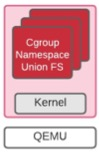 Cgroup
Namespace
Union FS
Kernel
QEMU